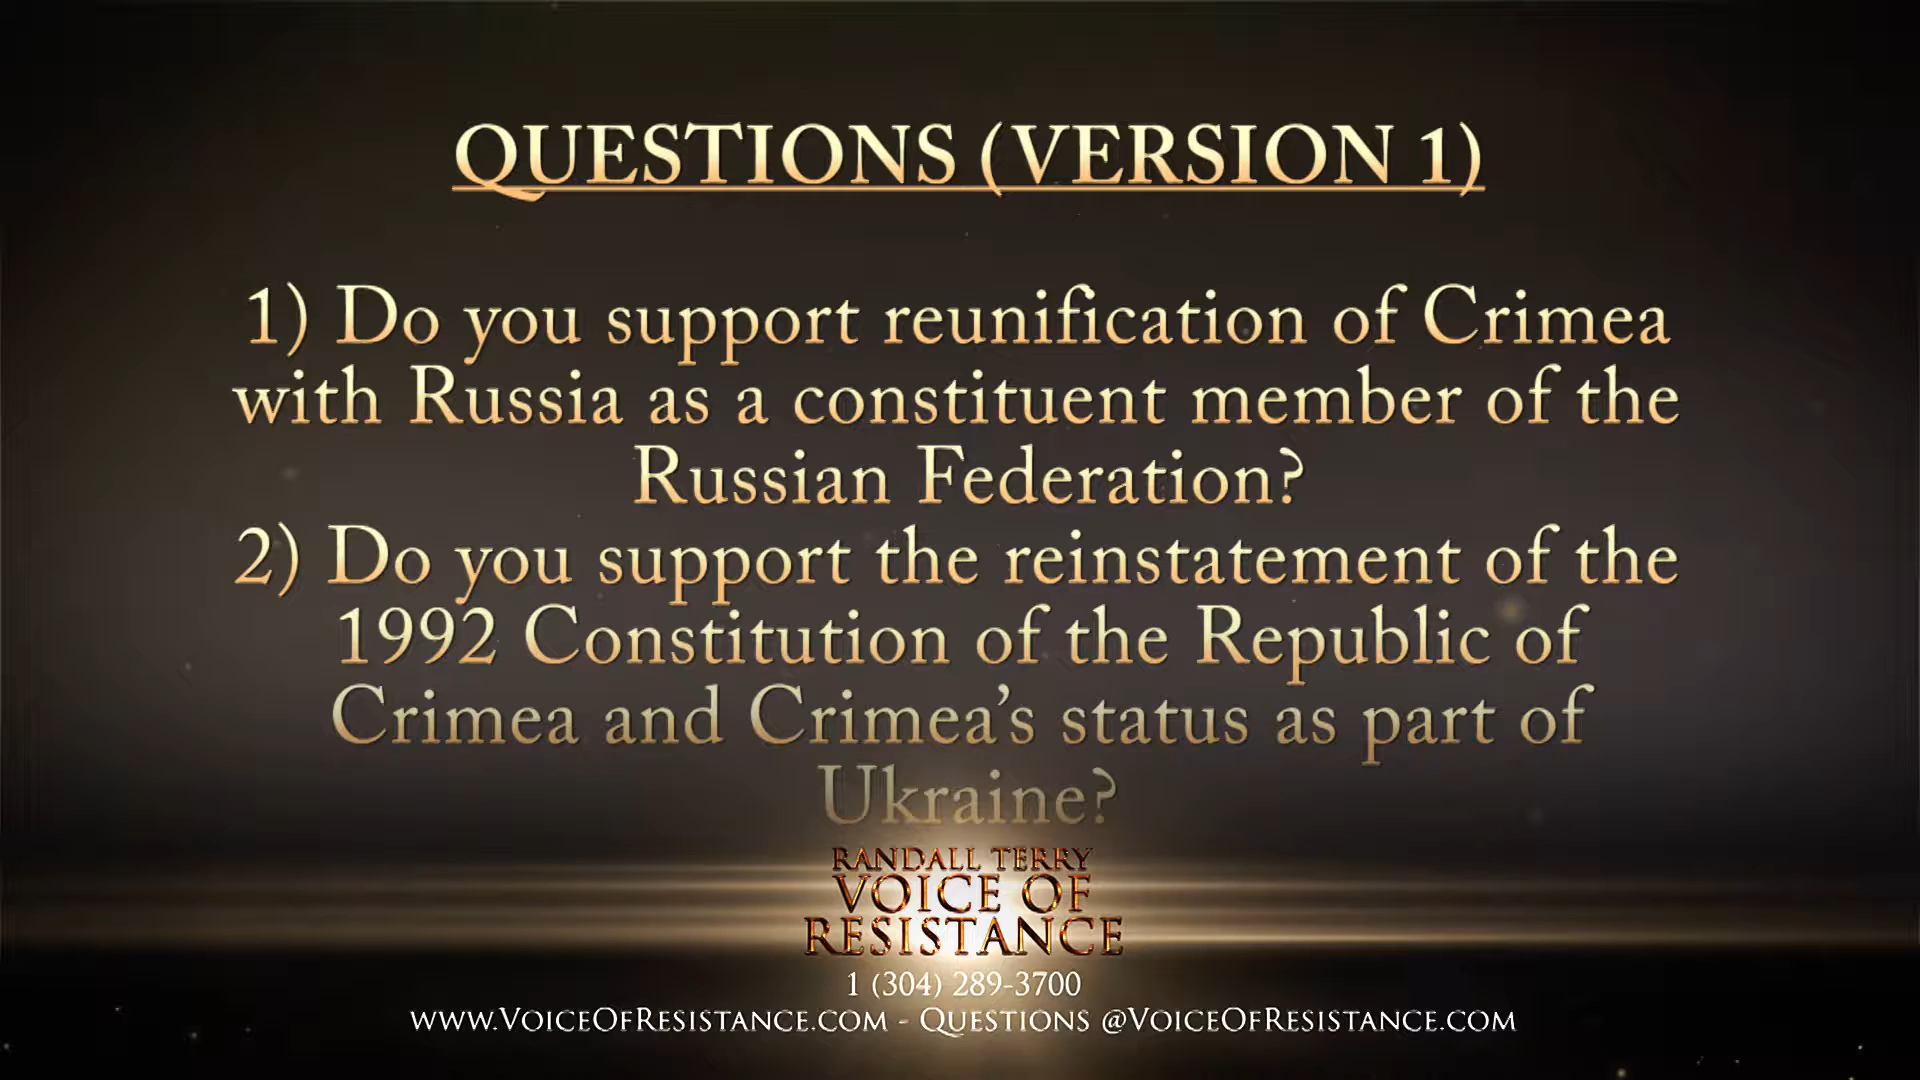 QUESTIONS (VERSION 1)
1) Do you support reunification of Crimea
with Russia as a constituent member of the
Russian Federation?
2) Do you support the reinstatement of the
1992 Constitution of the Republic of
Crimea and Crimea's status as part of
Ukraine?
RANDALL TERRY
VOICE OF
RESISTANCE
1 (304) 289-3700
www.VoiceOfResistance.com - Questions @VoiceOfResistance.com